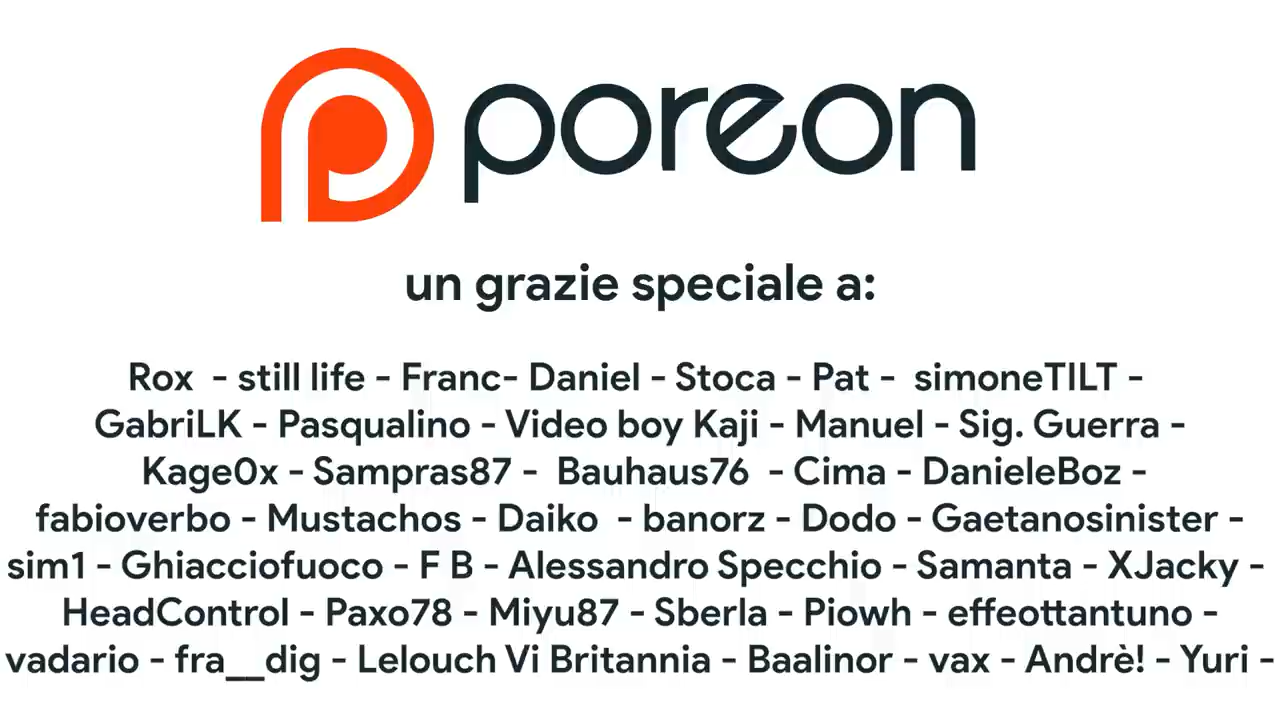 poreon
un grazie speciale a:
Rox - still life - Franc- Daniel - Stoca - Pat - simoneTILT -
GabriLK - Pasqualino - Video boy Kaji - Manuel - Sig. Guerra -
Kage0x - Sampras87 - Bauhaus76 - Cima - DanieleBoz -
fabioverbo - Mustachos - Daiko - banorz - Dodo - Gaetanosinister -
sim1 - Ghiacciofuoco - F B - Alessandro Specchio - Samanta - XJacky -
HeadControl - Paxo78 - Miyu87 - Sberla - Piowh - effeottantuno -
vadario - fra__dig - Lelouch Vi Britannia - Baalinor - vax - Andrè! - Yuri -